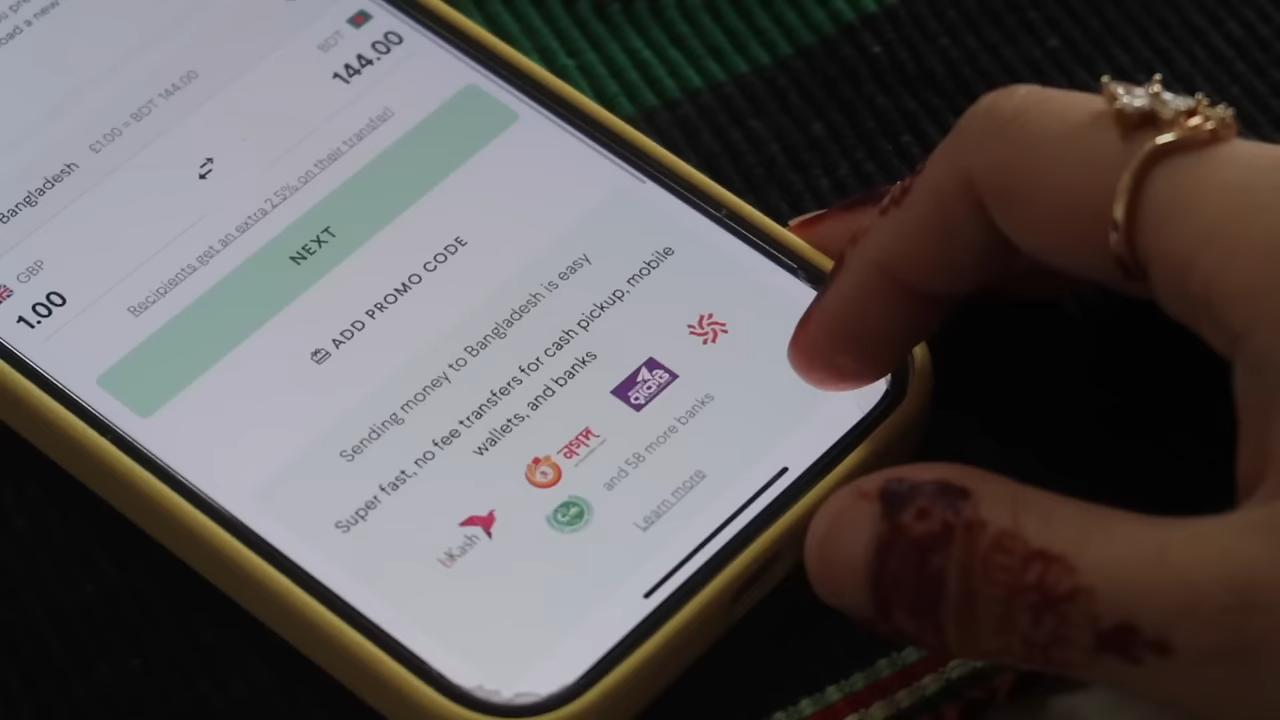 BDT
144.00
Bangladesh £1.00 = BDT 144.00
GBP
1.00
Recipients get an extra 2.5% on their transfer!
NEXT
ADD PROMO CODE
Sending money to Bangladesh is easy
Super fast, no fee transfers for cash pickup, mobile
wallets, and banks
bKash
নগদ
and 58 more banks
Learn more